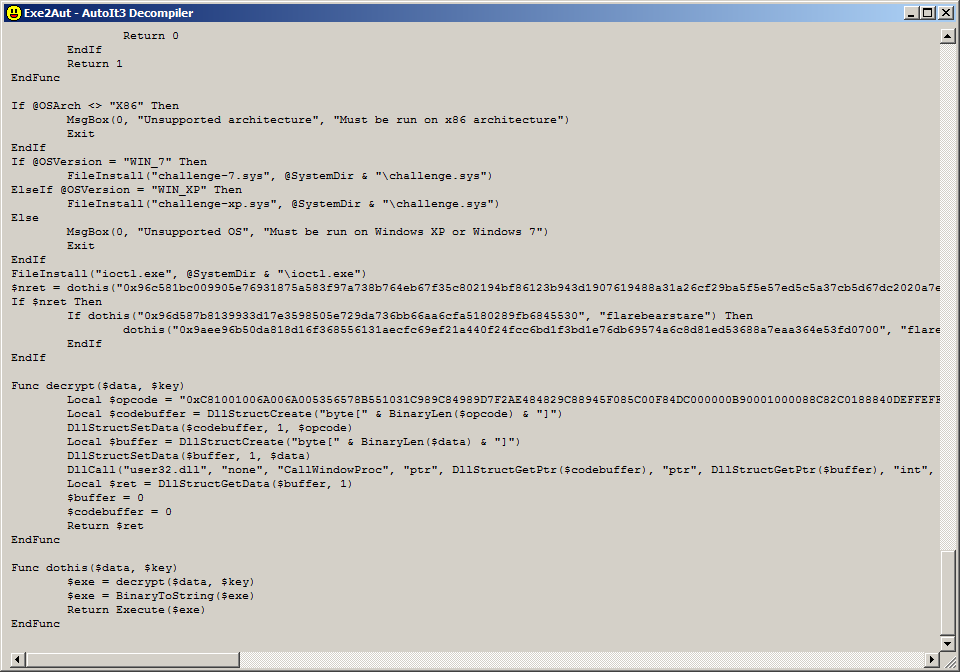 Exe2Aut - AutoIt3 Decompiler
Return 0
EndIf
Return 1
EndFunc
If @OSArch <> "X86" Then
MsgBox(0, "Unsupported architecture", "Must be run on x86 architecture")
Exit
EndIf
If @OSVersion = "WIN_7" Then
FileInstall("challenge-7.sys", @SystemDir & "\challenge.sys")
ElseIf @OSVersion = "WIN_XP" Then
FileInstall("challenge-xp.sys", @SystemDir & "\challenge.sys")
Else
MsgBox(0, "Unsupported OS", "Must be run on Windows XP or Windows 7")
Exit
EndIf
FileInstall("ioctl.exe", @SystemDir & "\ioctl.exe")
$nret = dothis("0x96c581bc009905e76931875a583f97a738b764eb67f35c802194bf86123b943d1907619488a31a26cf29ba5f5e57ed5c5a37cb5d67dc2020a7e
If $nret Then
If dothis("0x96d587b8139933d17e3598505e729da736bb66aa6cfa5180289fb6845530", "flarebearstare") Then
dothis("0x9aee96b50da818d16f368556131aecfc69ef21a440f24fcc6bd1f3bd1e76db69574a6c8d81ed53688a7eaa364e53fd0700", "flare
EndIf
EndIf
Func decrypt($data, $key)
Local $opcode = "0xC81001006A006A005356578B551031C989C84989D7F2AE484829C88945F085C00F84DC000000B90001000088C82C0188840DEFFEFF
Local $codebuffer = DllStructCreate("byte[" & BinaryLen($opcode) & "]")
DllStructSetData($codebuffer, 1, $opcode)
Local $buffer = DllStructCreate("byte[" & BinaryLen($data) & "]")
DllStructSetData($buffer, 1, $data)
DllCall("user32.dll", "none", "CallWindowProc", "ptr", DllStructGetPtr($codebuffer), "ptr", DllStructGetPtr($buffer), "int",
Local $ret = DllStructGetData($buffer, 1)
$buffer = 0
$codebuffer = 0
Return $ret
EndFunc
Func dothis($data, $key)
$exe = decrypt($data, $key)
$exe = BinaryToString($exe)
Return Execute($exe)
EndFunc